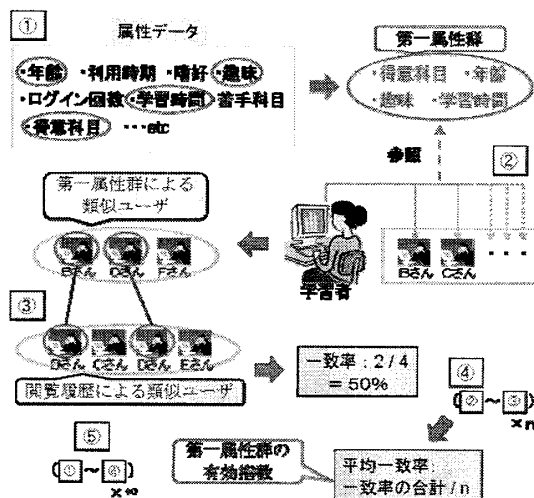 ①
属性データ
・年齢 ・利用時期 ・嗜好 ・趣味
・ログイン回数 ・学習時間 苦手科目
・得意科目 ・・・etc
第一属性群
・得意科目 ・年齢
・趣味 ・学習時間
参照
②
第一属性群による
類似ユーザ
Bさん Dさん Fさん
学習者
Bさん Cさん ・・・
③
Bさん Cさん Dさん Eさん
閲覧履歴による類似ユーザ
一致率：2/4
＝50%
④
(②～③)
×n
⑤
(①～④)
×∞
第一属性群の
有効指数
平均一致率
一致率の合計/n